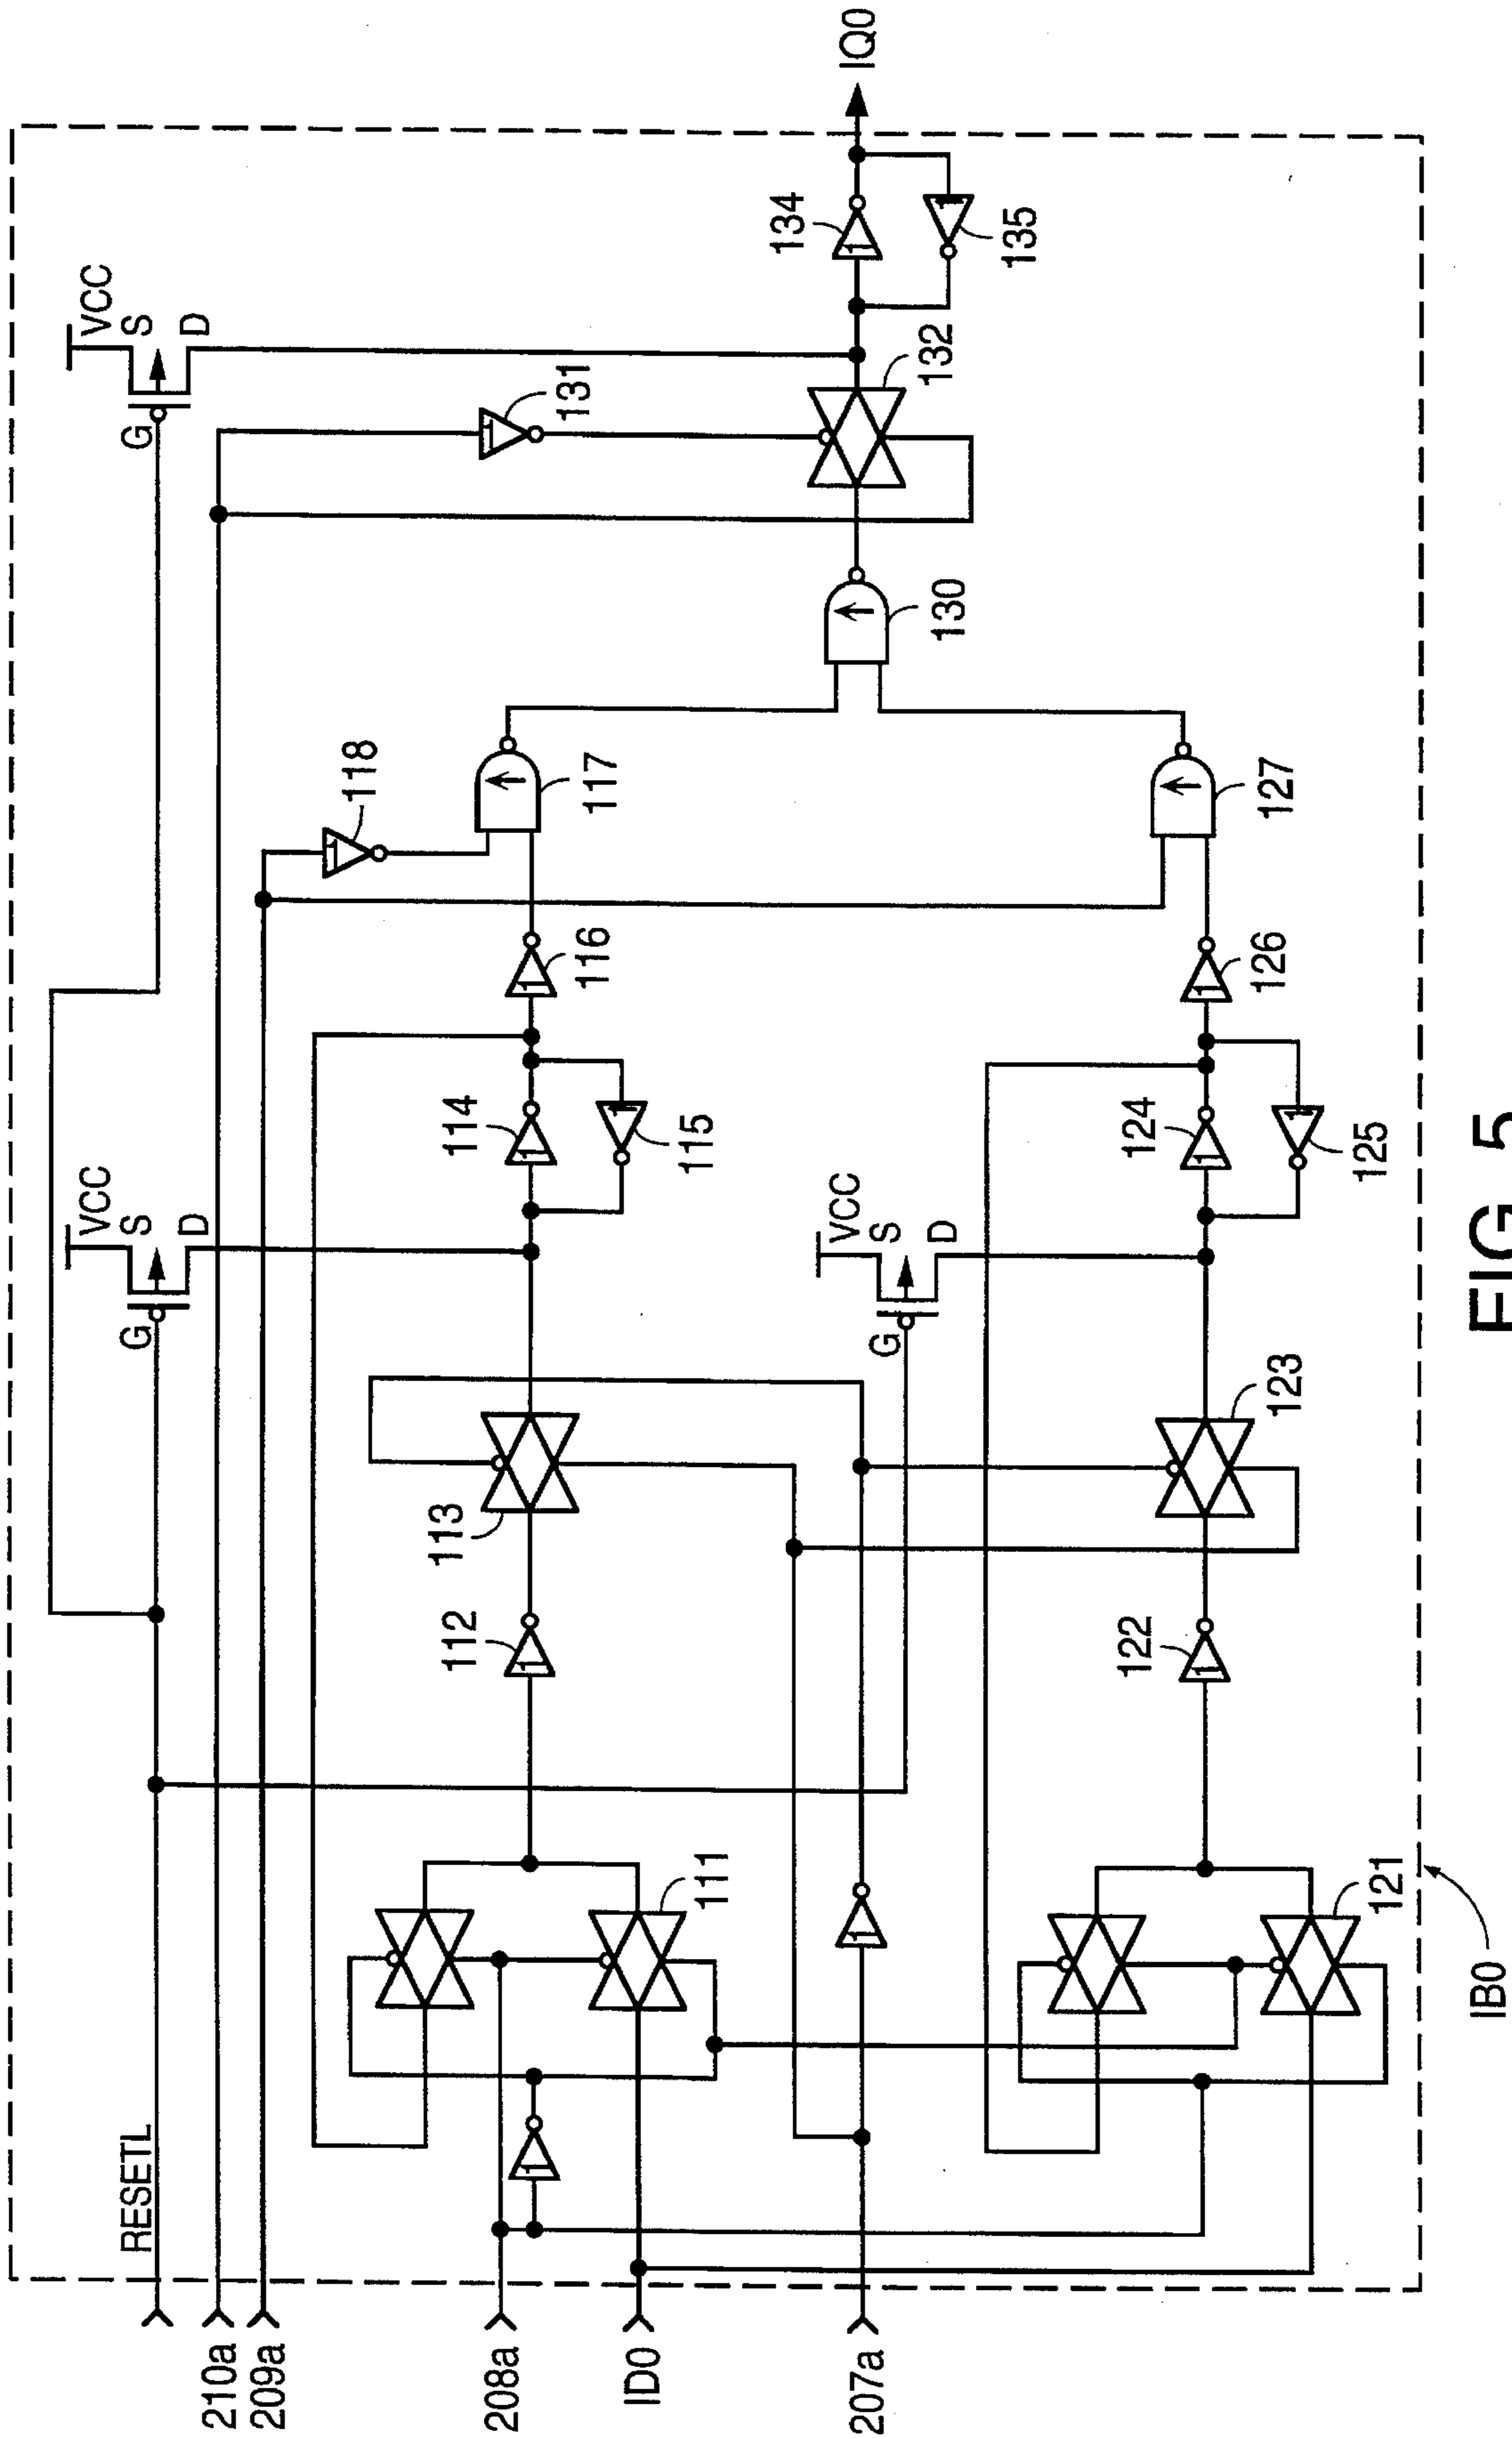 RESETL
210a
209a
208a
ID0
207a
VCC
S
D
G
VCC
S
D
G
VCC
S
D
G
111
112
113
114
115
116
117
118
121
122
123
124
125
126
127
130
131
132
134
135
IQ0
IB0
FIG 5